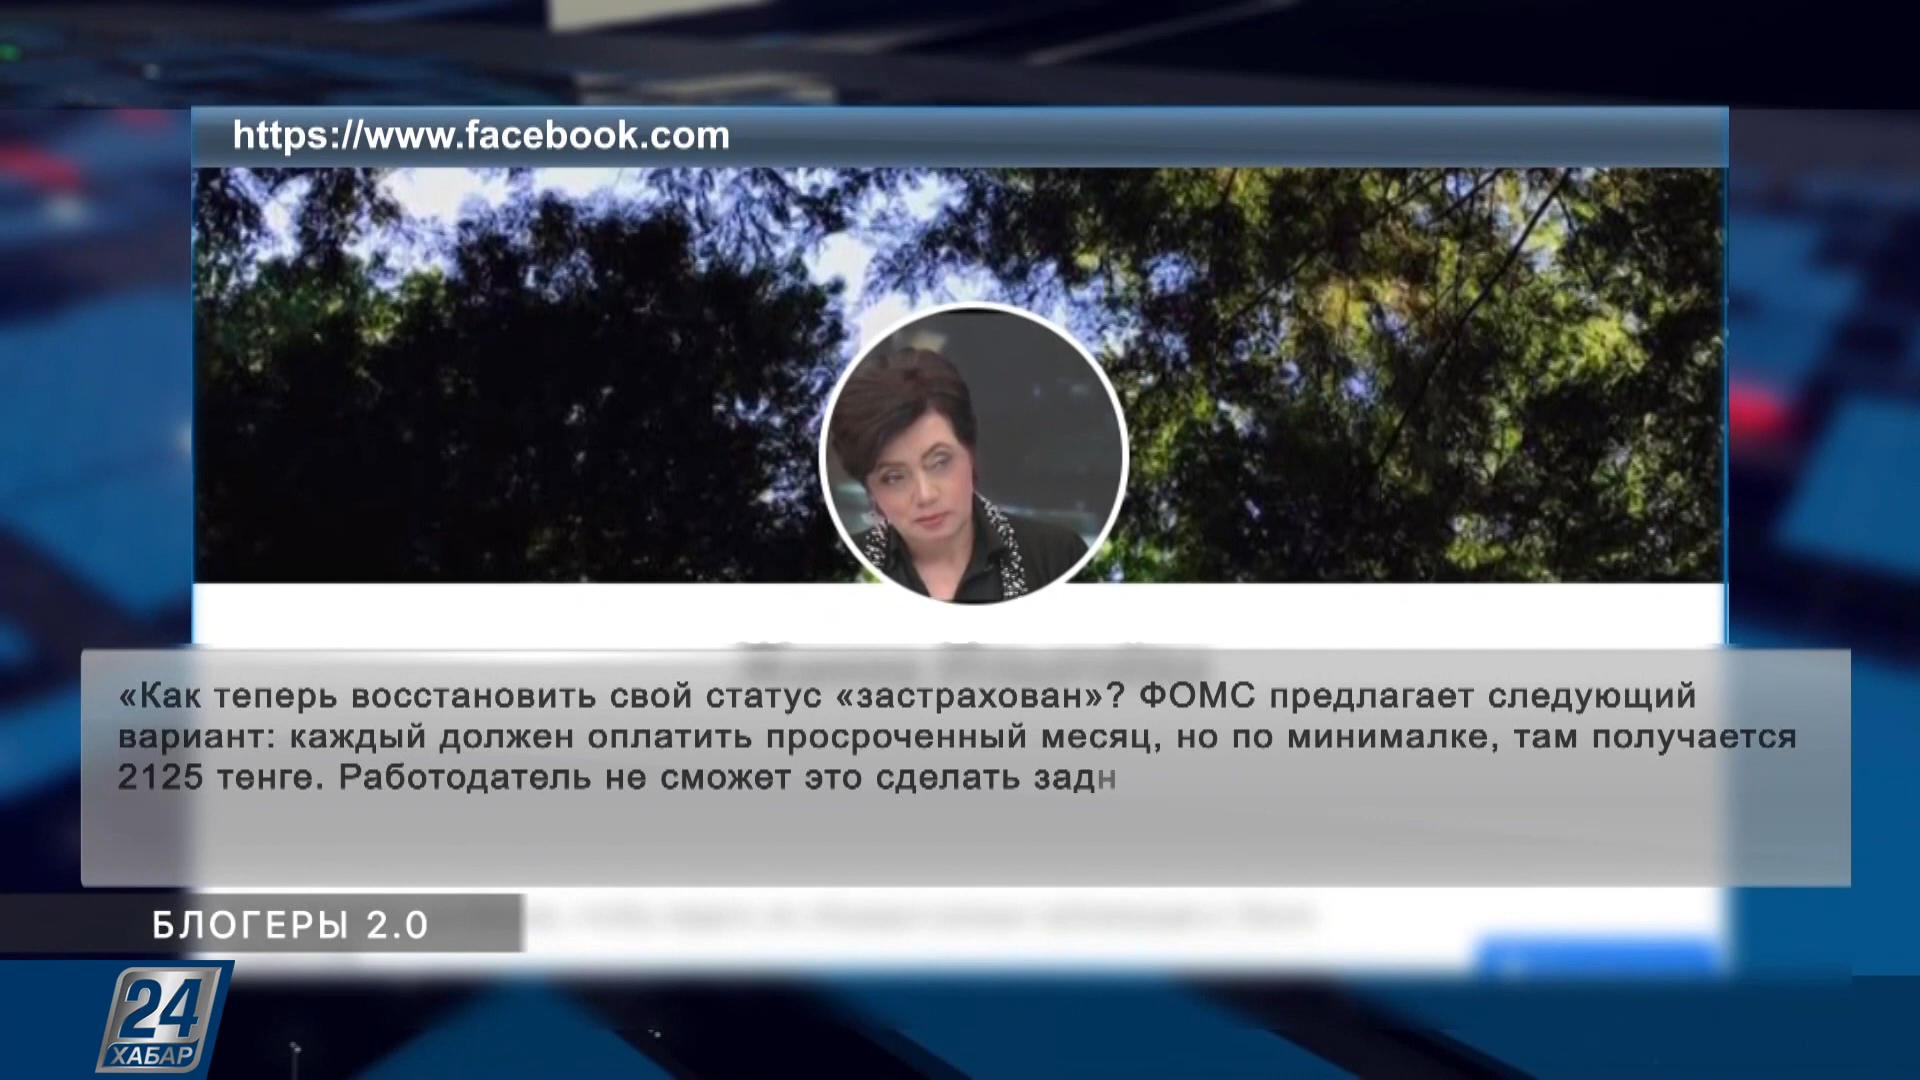 https://www.facebook.com
«Как теперь восстановить свой статус «застрахован»? ФОМС предлагает следующий
вариант: каждый должен оплатить просроченный месяц, но по минималке, там получается
2125 тенге. Работодатель не сможет это сделать задн
БЛОГЕРЫ 2.0
24
ХАБАР